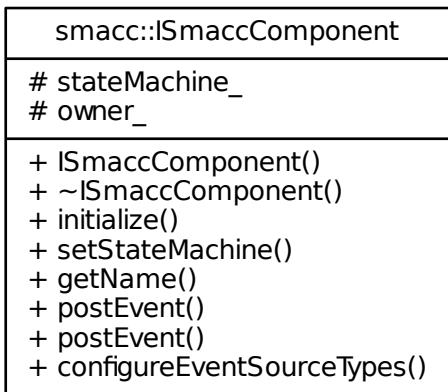 smacc::ISmaccComponent
# stateMachine_
# owner_
+ ISmaccComponent()
+ ~ISmaccComponent()
+ initialize()
+ setStateMachine()
+ getName()
+ postEvent()
+ postEvent()
+ configureEventSourceTypes()